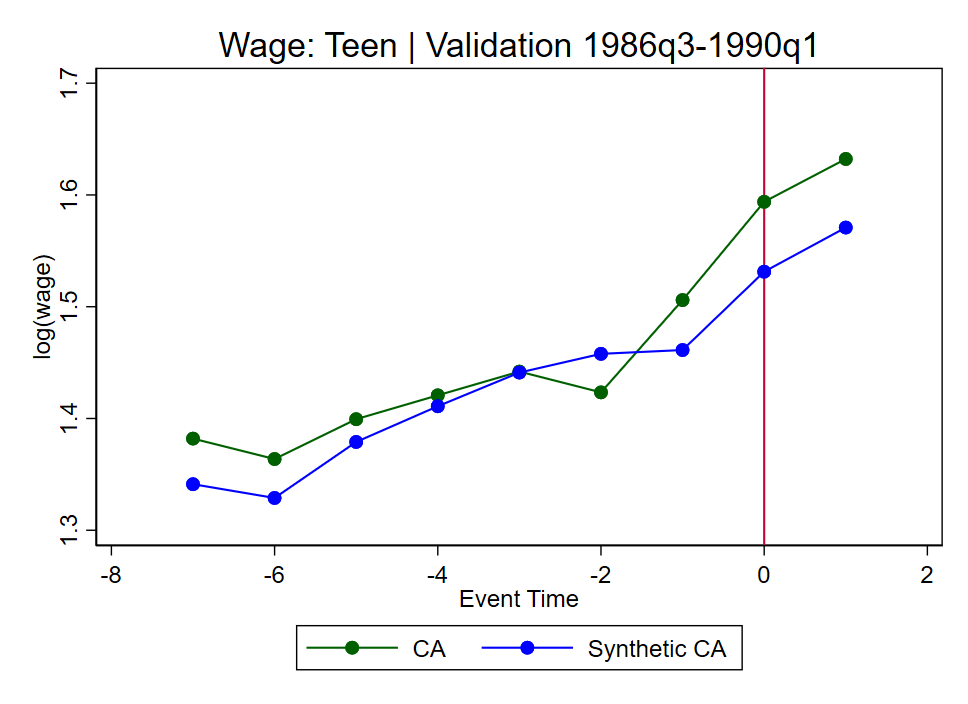 Wage: Teen | Validation 1986q3-1990q1
1.7
1.6
1.5
1.4
1.3
log(wage)
-8 -6 -4 -2 0 2
Event Time
CA Synthetic CA